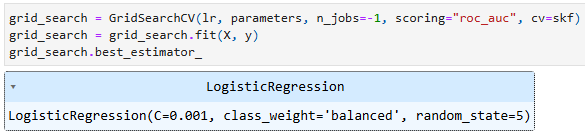 grid_search = GridSearchCV(lr, parameters, n_jobs=-1, scoring="roc_auc", cv=skf)
grid_search = grid_search.fit(X, y)
grid_search.best_estimator_
LogisticRegression
LogisticRegression(C=0.001, class_weight='balanced', random_state=5)